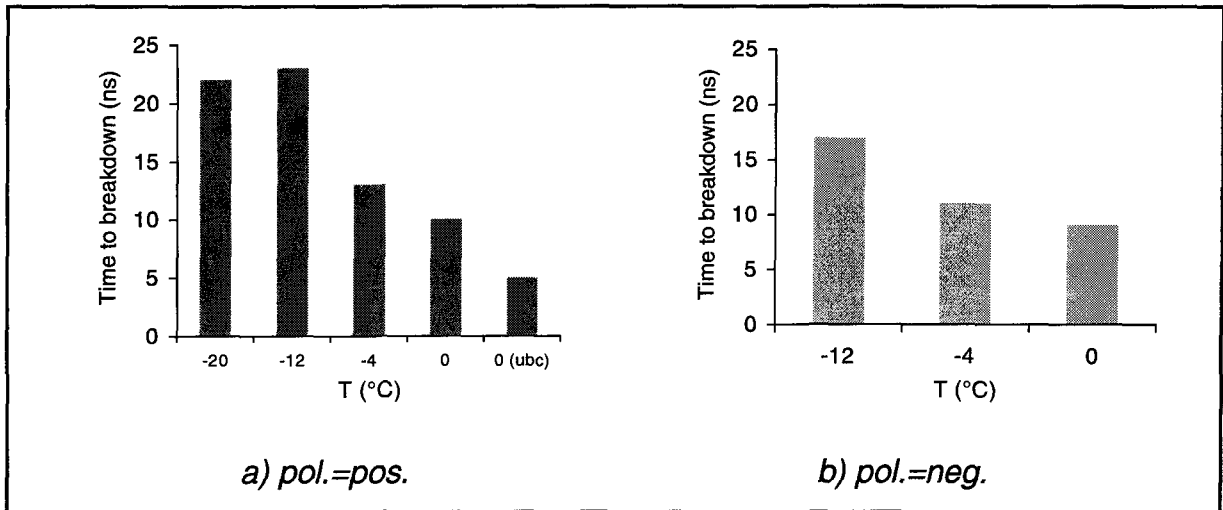 25
20
15
10
5
0
Time to breakdown (ns)
-20 -12 -4 0 0 (ubc)
T (°C)
a) pol.=pos.
25
20
15
10
5
0
Time to breakdown (ns)
-12 -4 0
T (°C)
b) pol.=neg.